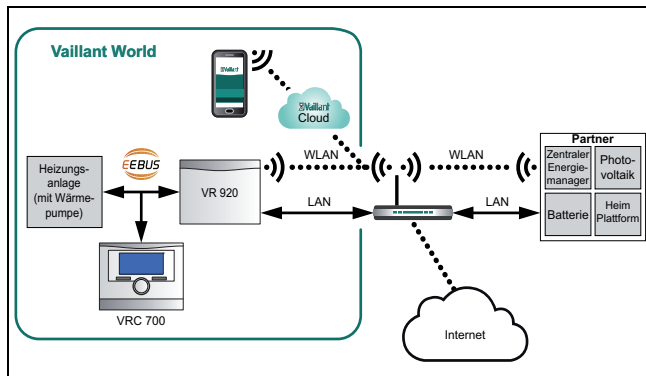 Vaillant World
Vaillant
Vaillant
Cloud
EEBUS
WLAN
WLAN
Heizungs-
anlage
(mit Wärme-
pumpe)
VR 920
LAN
LAN
Partner
Zentraler
Energie-
manager
Photo-
voltaik
Batterie
Heim
Plattform
VRC 700
Internet